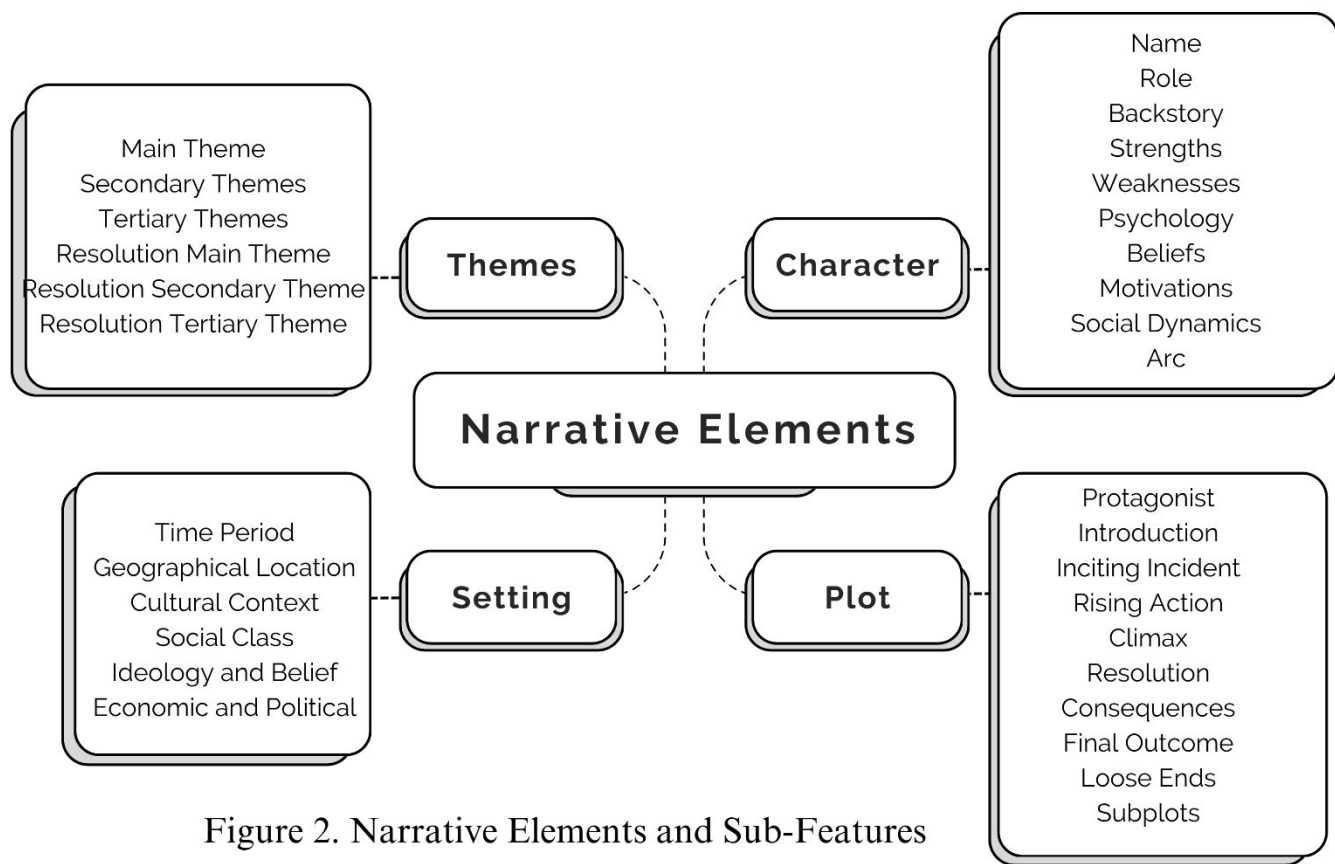 Main Theme
Secondary Themes
Tertiary Themes
Resolution Main Theme
Resolution Secondary Theme
Resolution Tertiary Theme
Themes
Character
Name
Role
Backstory
Strengths
Weaknesses
Psychology
Beliefs
Motivations
Social Dynamics
Arc
Narrative Elements
Time Period
Geographical Location
Cultural Context
Social Class
Ideology and Belief
Economic and Political
Setting
Plot
Protagonist
Introduction
Inciting Incident
Rising Action
Climax
Resolution
Consequences
Final Outcome
Loose Ends
Subplots
Figure 2. Narrative Elements and Sub-Features